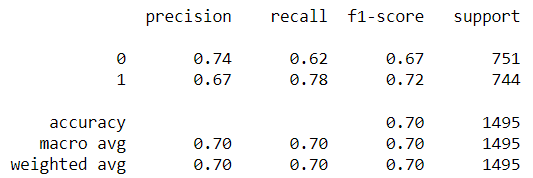 precision recall f1-score support
0 0.74 0.62 0.67 751
1 0.67 0.78 0.72 744
accuracy 0.70 1495
macro avg 0.70 0.70 0.70 1495
weighted avg 0.70 0.70 0.70 1495